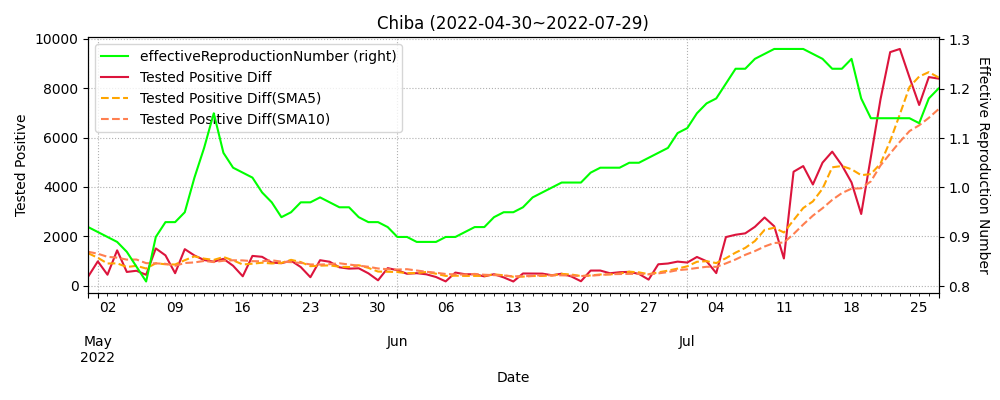 Chiba (2022-04-30~2022-07-29)
effectiveReproductionNumber (right)
Tested Positive Diff
Tested Positive Diff(SMA5)
Tested Positive Diff(SMA10)
Tested Positive
10000
8000
6000
4000
2000
0
1.3
1.2
1.1
1.0
0.9
0.8
Effective Reproduction Number
02 09 16 23 30 06 13 20 27 04 11 18 25
May Jun Jul
2022
Date